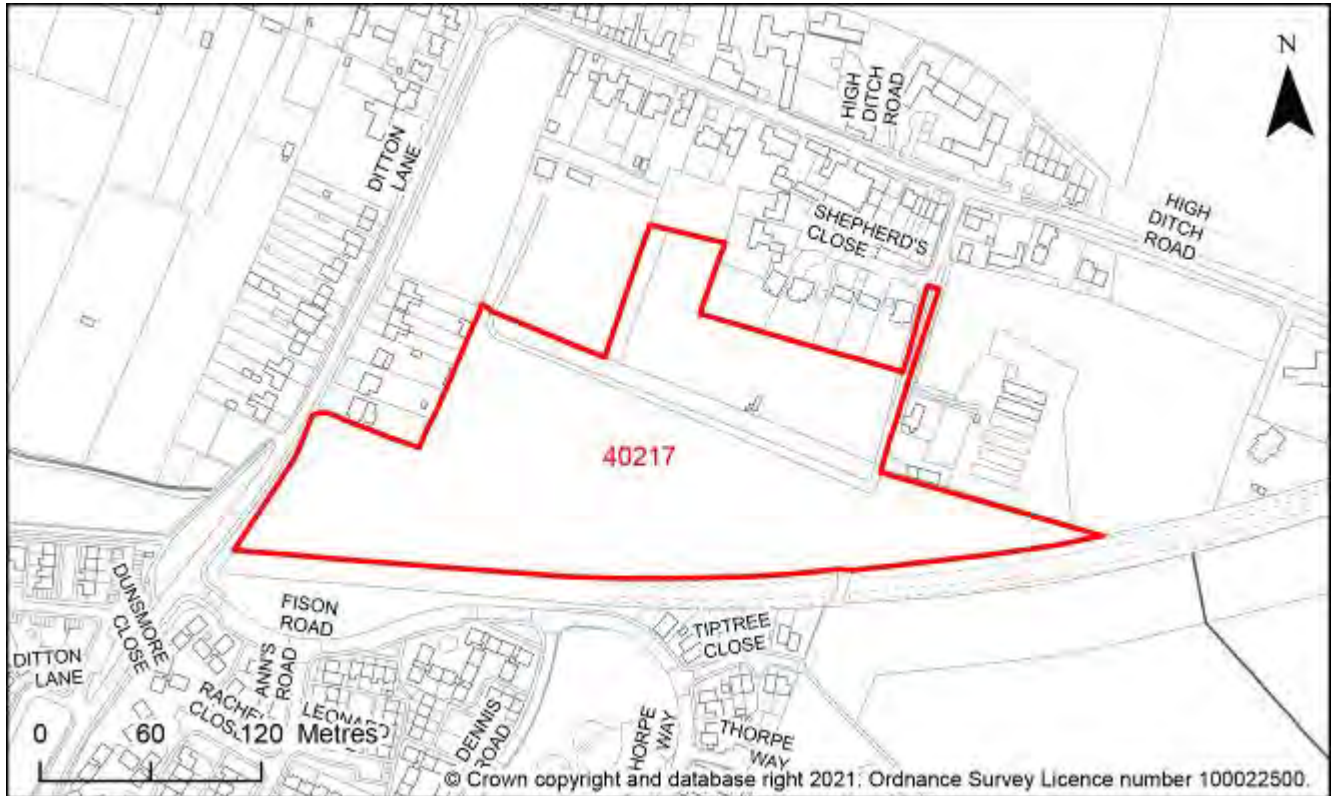 N
HIGH
DITCH
ROAD
DITTON
LANE
SHEPHERD'S
CLOSE
HIGH
DITCH
ROAD
40217
DUNSMORE
CLOSE
FISON
ROAD
TIPTREE
CLOSE
DITTON
LANE
ANN'S
ROAD
CLOSE
DENNIS
ROAD
WAY
THORPE
WAY
0 60 120 Metres
© Crown copyright and database right 2021. Ordnance Survey Licence number 100022500.